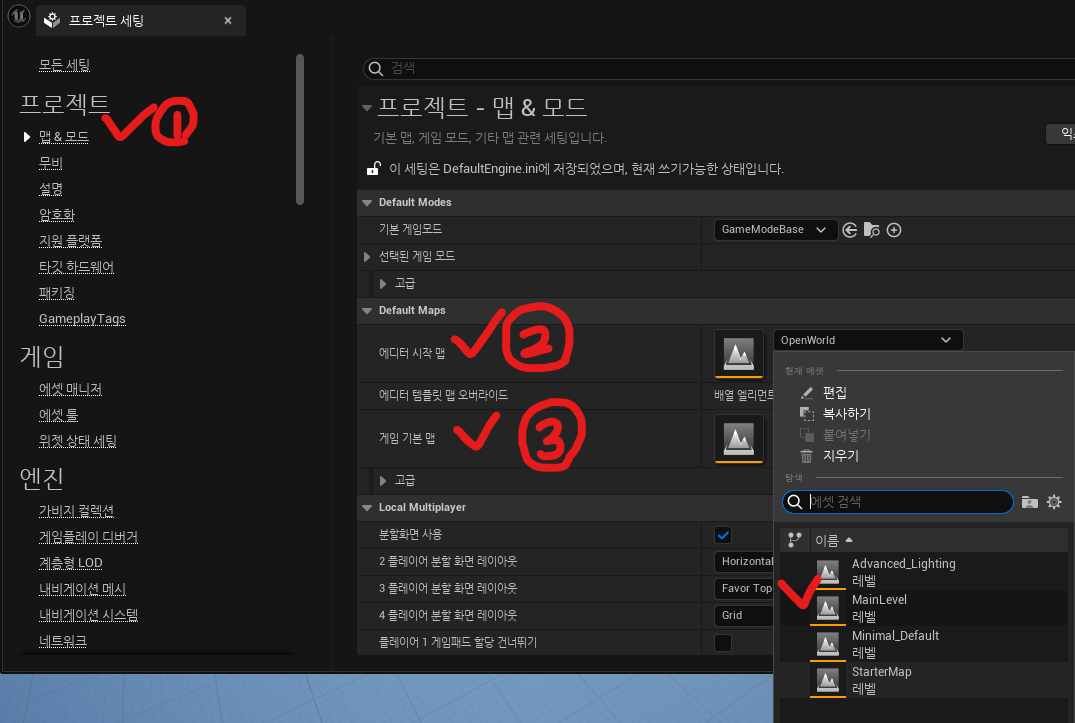 프로젝트 세팅
모든 세팅
프로젝트
①
맵 & 모드
무비
설명
암호화
지원 플랫폼
타깃 하드웨어
패키징
GameplayTags
게임
에셋 매니저
에셋 툴
위젯 상태 세팅
엔진
가비지 컬렉션
게임플레이 디버거
계층형 LOD
내비게이션 메시
내비게이션 시스템
네트워크
검색
프로젝트 - 맵 & 모드
기본 맵, 게임 모드, 기타 맵 관련 세팅입니다.
이 세팅은 DefaultEngine.ini에 저장되었으며, 현재 쓰기가능한 상태입니다.
Default Modes
기본 게임모드
GameModeBase
선택된 게임 모드
고급
Default Maps
에디터 시작 맵
②
OpenWorld
에디터 템플릿 맵 오버라이드
배열 엘리먼트
게임 기본 맵
③
고급
Local Multiplayer
분할화면 사용
2 플레이어 분할 화면 레이아웃
Horizontal
3 플레이어 분할 화면 레이아웃
Favor Top
4 플레이어 분할 화면 레이아웃
Grid
플레이어 1 게임패드 할당 건너뛰기
현재 에셋
편집
복사하기
붙여넣기
지우기
탐색
에셋 검색
이름
Advanced_Lighting
레벨
MainLevel
레벨
Minimal_Default
레벨
StarterMap
레벨